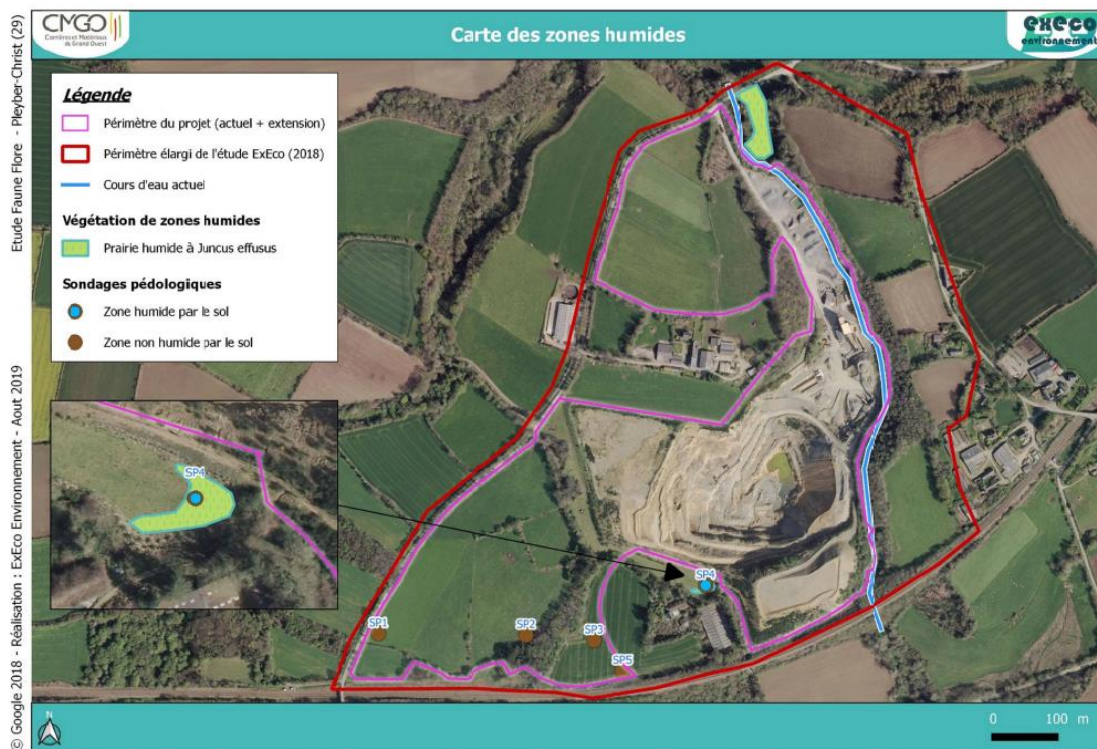 CMGO
Carrières et Matériaux
du Grand Ouest
Carte des zones humides
execo
environnement
Etude Faune Flore - Pleyber-Christ (29)
© Google 2018 - Réalisation : ExEco Environnement - Aout 2019
Légende
Périmètre du projet (actuel + extension)
Périmètre élargi de l'étude ExEco (2018)
Cours d'eau actuel
Végétation de zones humides
Prairie humide à Juncus effusus
Sondages pédologiques
Zone humide par le sol
Zone non humide par le sol
SP4
SP4
SP1
SP2
SP3
SP5
N
0 100 m